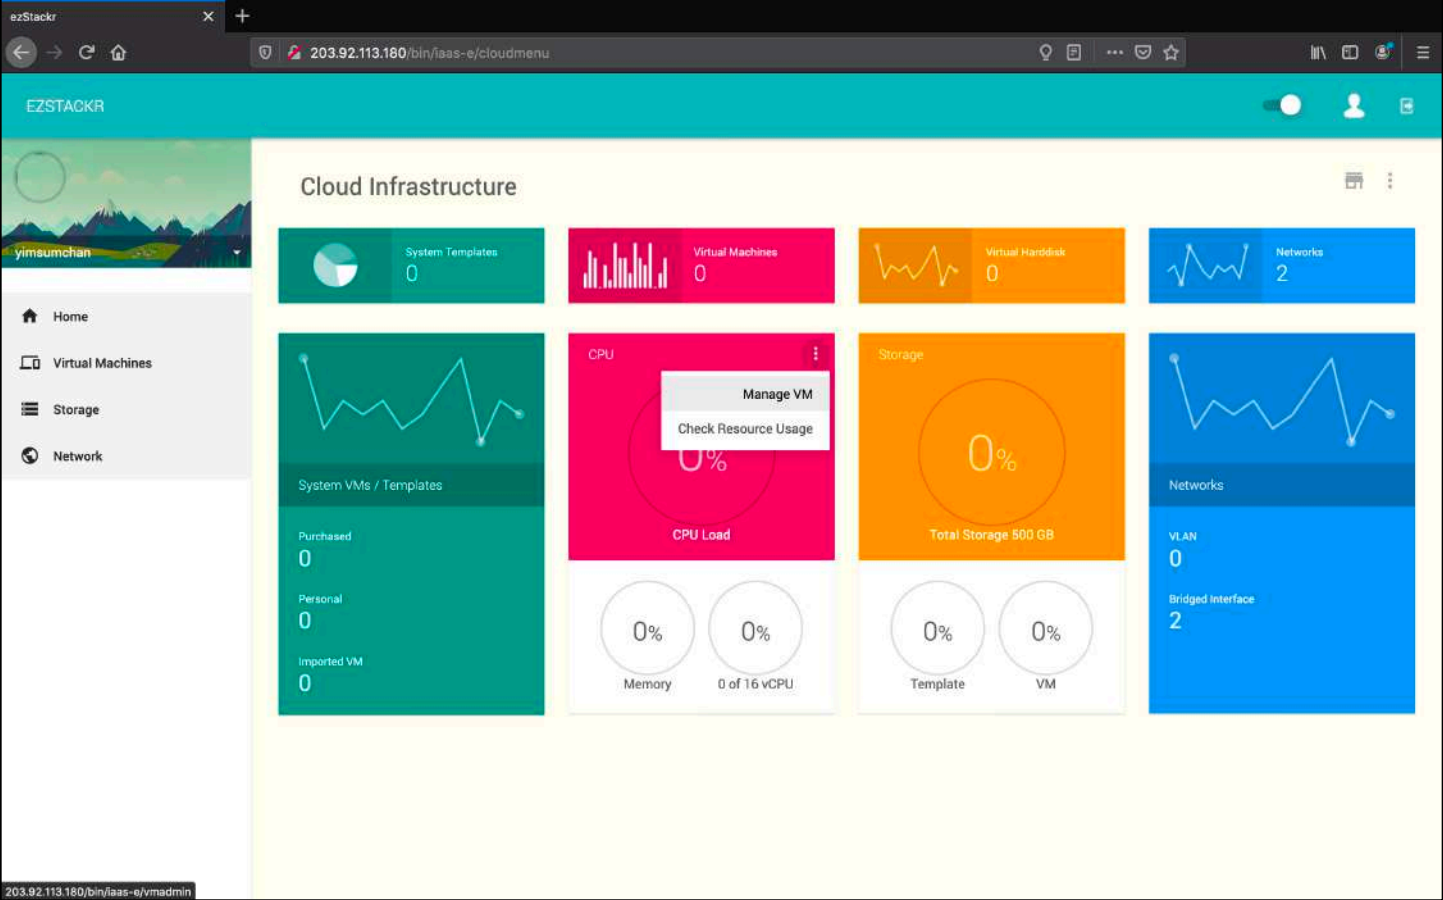 ezStackr
203.92.113.180/bin/iaas-e/cloudmenu
EZSTACKR
yimsumchan
Home
Virtual Machines
Storage
Network
Cloud Infrastructure
System Templates
0
Virtual Machines
0
Virtual Harddisk
0
Networks
2
System VMs / Templates
Purchased
0
Personal
0
Imported VM
0
CPU
Manage VM
Check Resource Usage
0%
CPU Load
0%
Memory
0%
0 of 16 vCPU
Storage
0%
Total Storage 500 GB
0%
Template
0%
VM
Networks
VLAN
0
Bridged Interface
2
203.92.113.180/bin/iaas-e/vmadmin